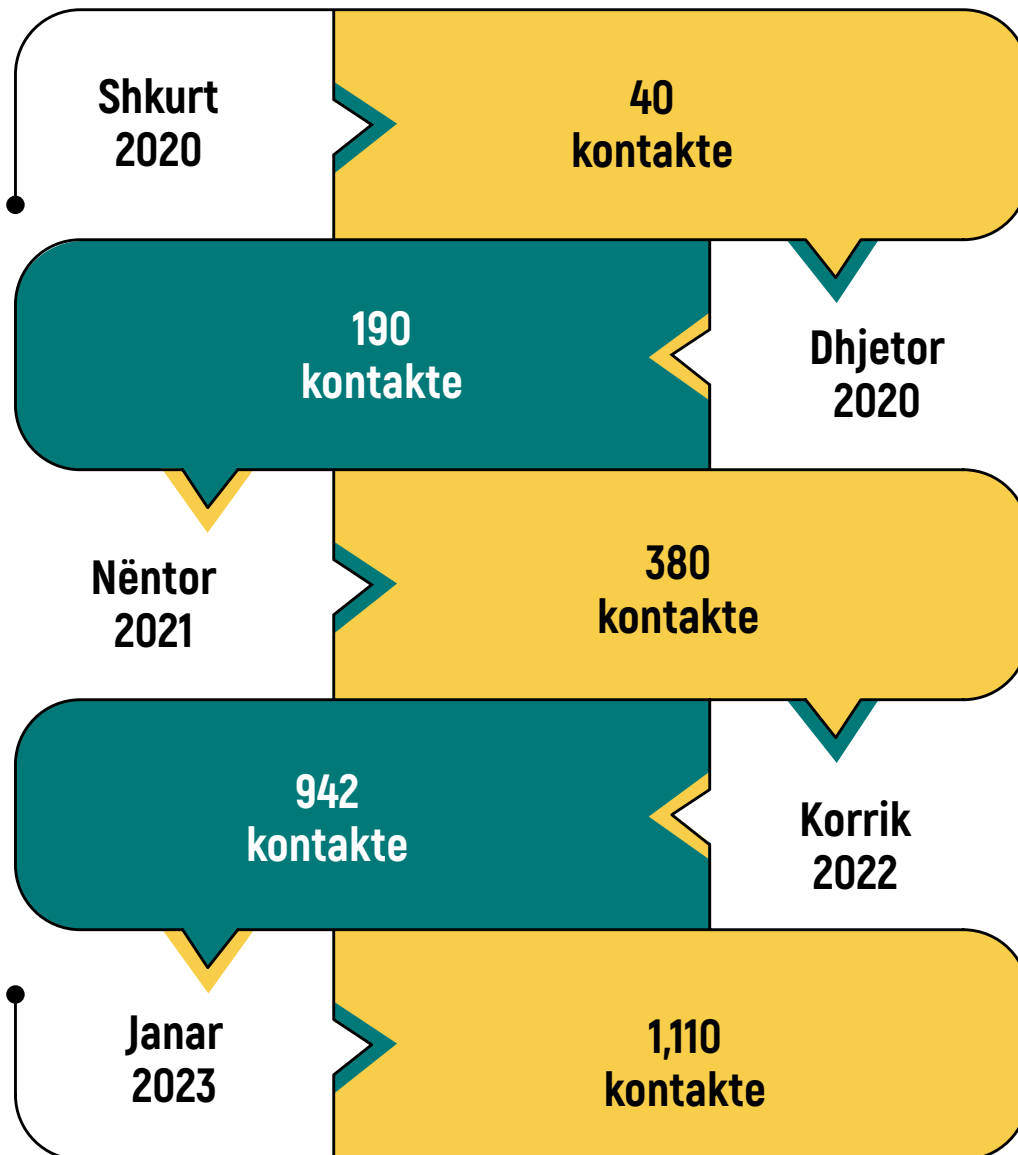 Shkurt
2020
40
kontakte
190
kontakte
Dhjetor
2020
Nëntor
2021
380
kontakte
942
kontakte
Korrik
2022
Janar
2023
1,110
kontakte